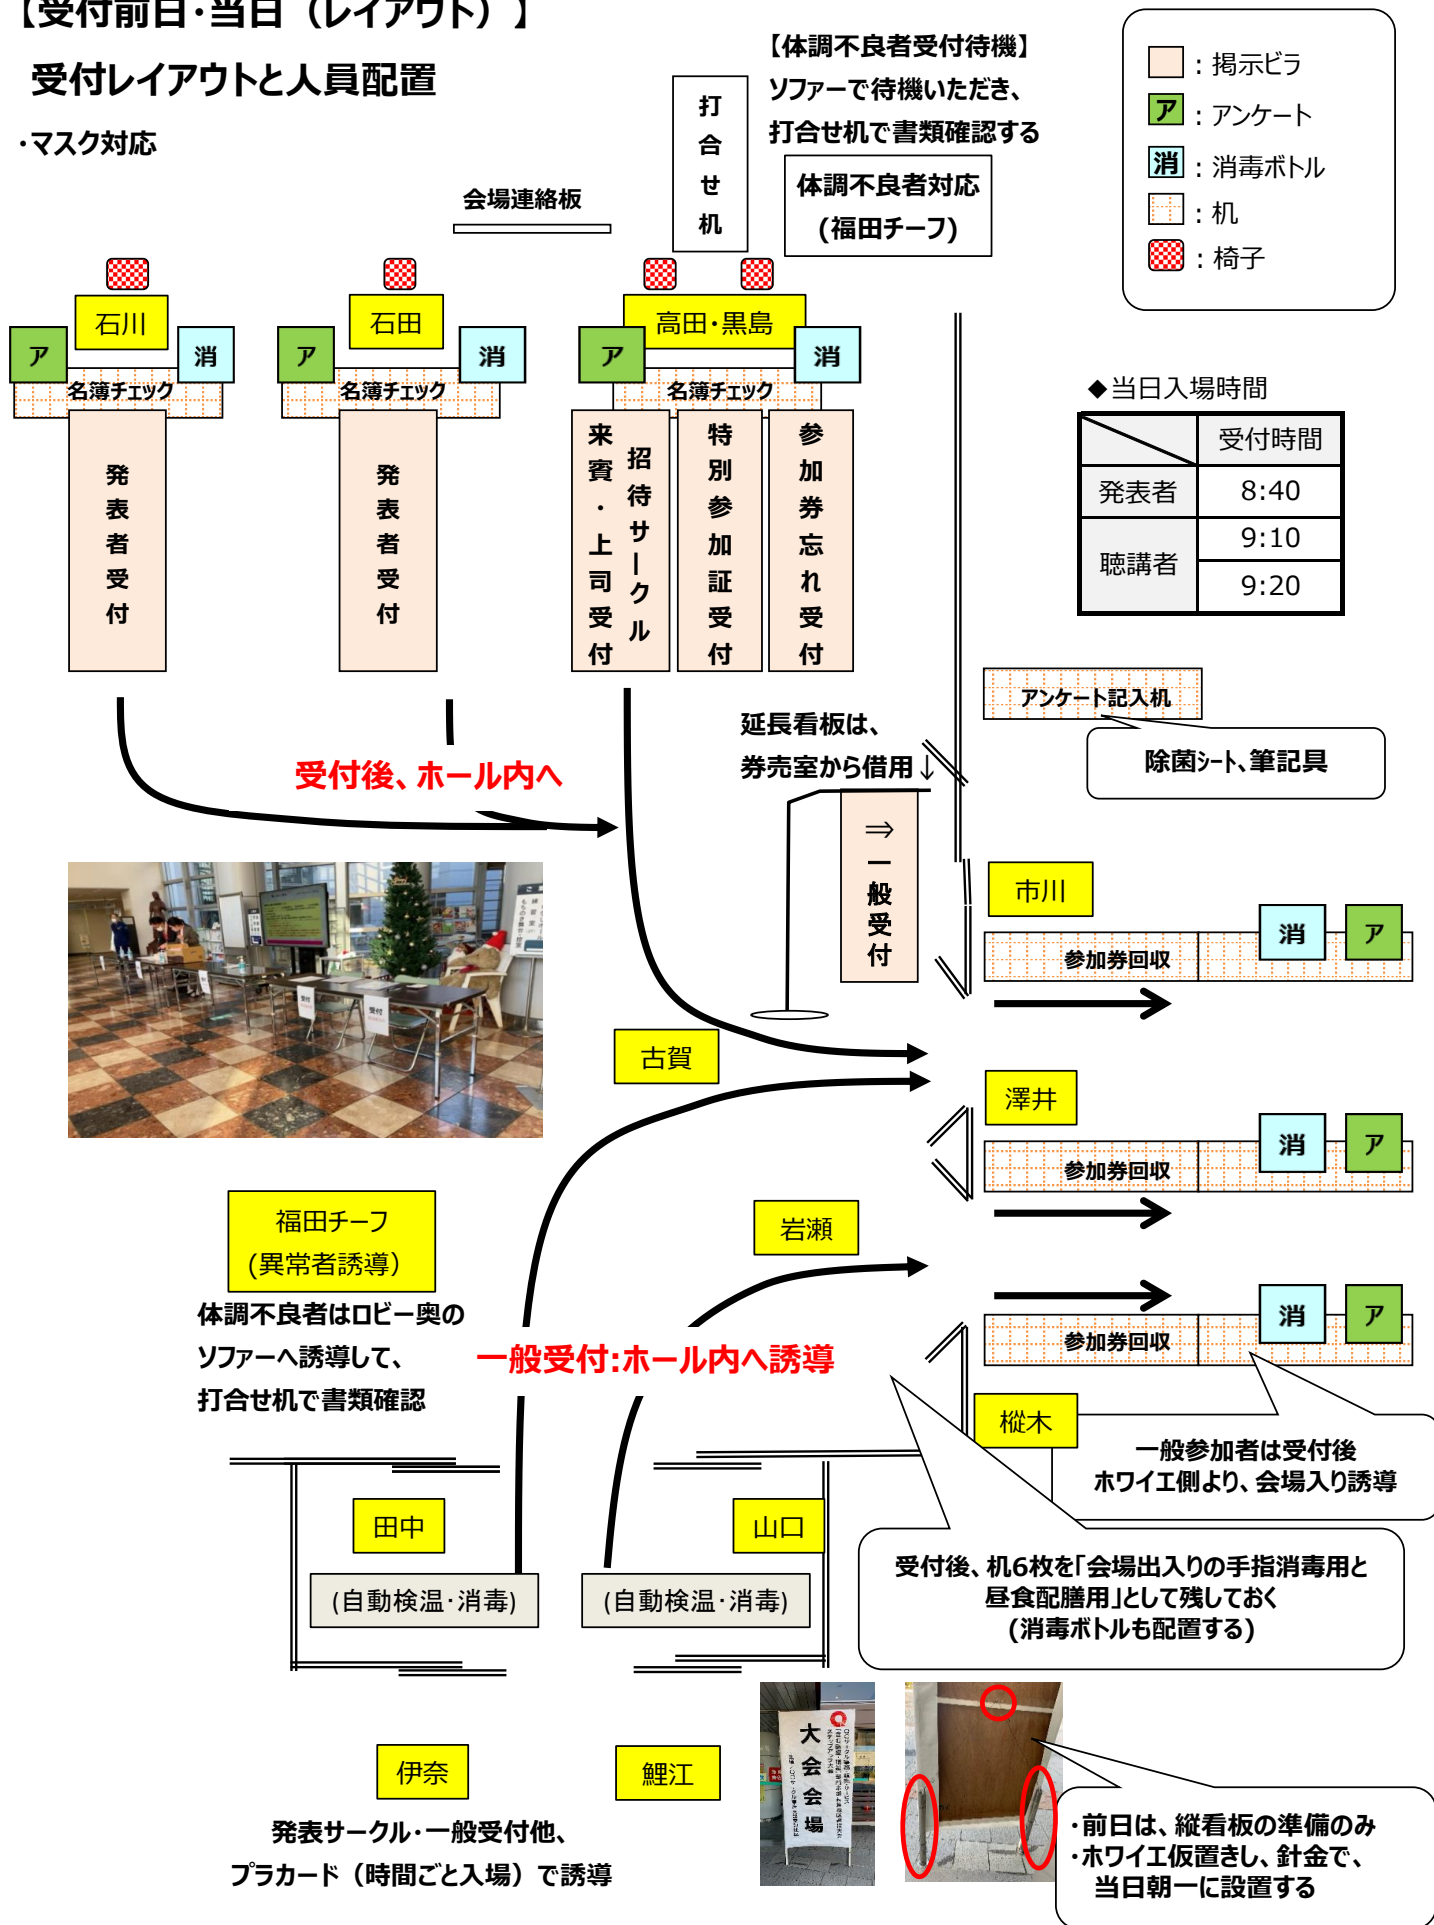 【受付前日・当日（レイアウト）】
受付レイアウトと人員配置
・マスク対応
【体調不良者受付待機】
ソファーで待機いただき、
打合せ机で書類確認する
打合せ机
体調不良者対応
(福田チーフ)
：掲示ビラ
ア：アンケート
消：消毒ボトル
：机
：椅子
会場連絡板
石川
ア
消
名簿チェック
発表者受付
石田
ア
消
名簿チェック
発表者受付
高田・黒島
ア
消
名簿チェック
招待サークル
来賓・上司受付
特別参加証受付
参加券忘れ受付
◆当日入場時間
受付時間
発表者 8:40
聴講者 9:10
9:20
アンケート記入机
除菌シート、筆記具
延長看板は、
券売室から借用↓
⇒一般受付
受付後、ホール内へ
受付
受付
市川
消
ア
参加券回収
古賀
澤井
消
ア
参加券回収
福田チーフ
(異常者誘導）
体調不良者はロビー奥の
ソファーへ誘導して、
打合せ机で書類確認
岩瀬
消
ア
参加券回収
一般受付:ホール内へ誘導
樅木
一般参加者は受付後
ホワイエ側より、会場入り誘導
田中
山口
(自動検温・消毒)
(自動検温・消毒)
受付後、机6枚を「会場出入りの手指消毒用と
昼食配膳用」として残しておく
(消毒ボトルも配置する)
伊奈
鯉江
発表サークル・一般受付他、
プラカード（時間ごと入場）で誘導
大会会場
・前日は、縦看板の準備のみ
・ホワイエ仮置きし、針金で、
当日朝一に設置する